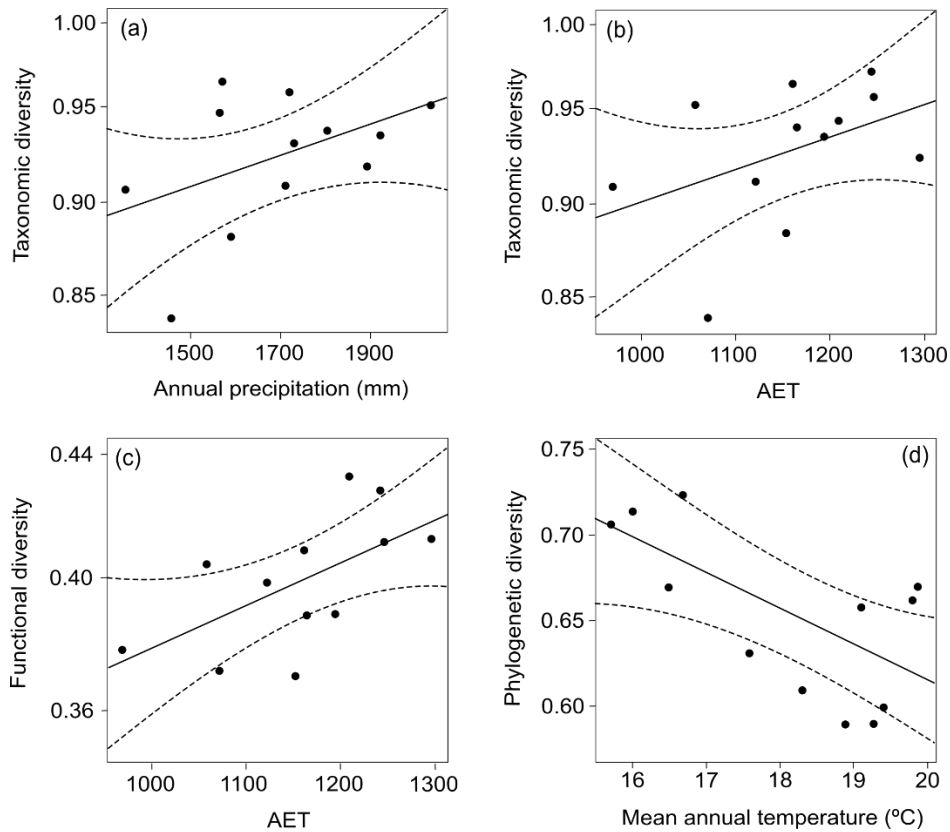 (a)
Taxonomic diversity
1.00
0.95
0.90
0.85
1500 1700 1900
Annual precipitation (mm)
(b)
Taxonomic diversity
1.00
0.95
0.90
0.85
1000 1100 1200 1300
AET
(c)
Functional diversity
0.44
0.40
0.36
1000 1100 1200 1300
AET
(d)
Phylogenetic diversity
0.75
0.70
0.65
0.60
16 17 18 19 20
Mean annual temperature (ºC)